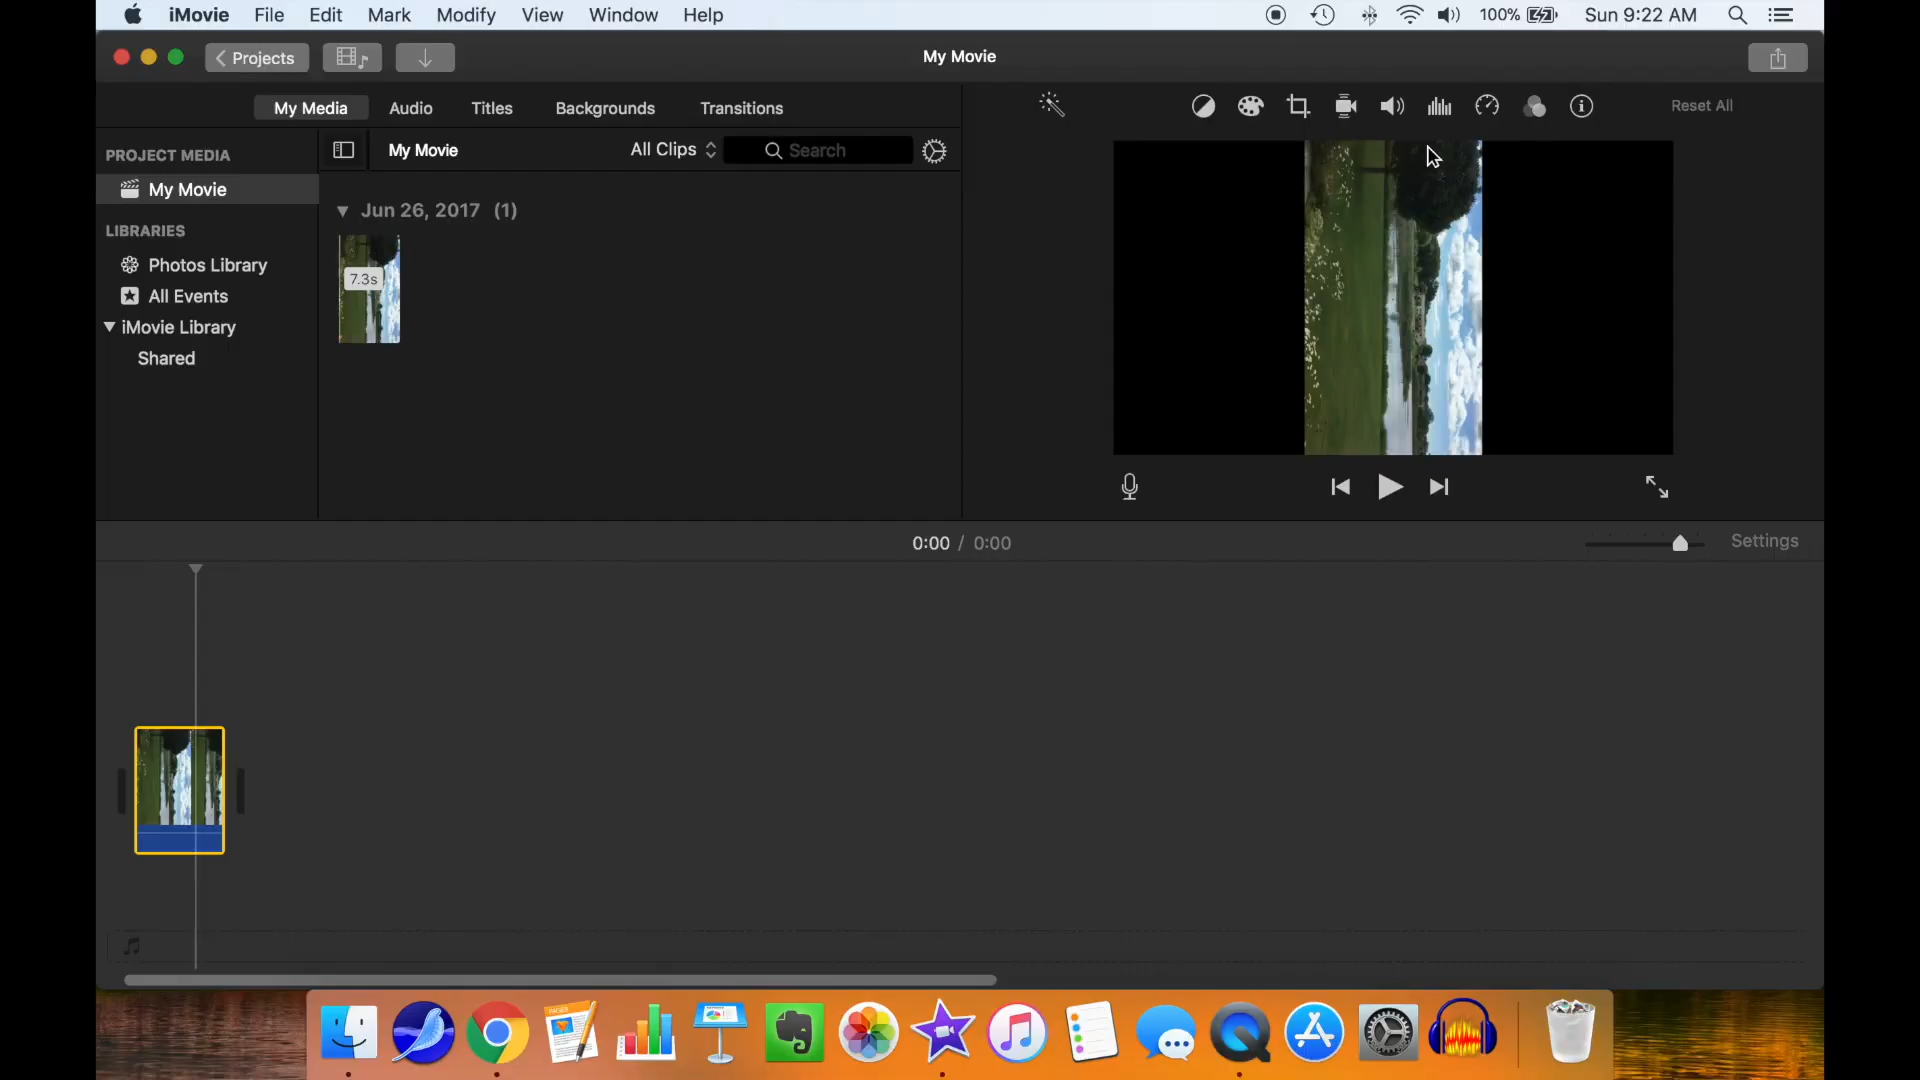 iMovie File Edit Mark Modify View Window Help 100% Sun 9:22 AM
Projects My Movie
My Media Audio Titles Backgrounds Transitions Reset All
PROJECT MEDIA
My Movie
LIBRARIES
Photos Library
All Events
iMovie Library
Shared
My Movie All Clips Search
Jun 26, 2017 (1)
7.3s
0:00 / 0:00 Settings